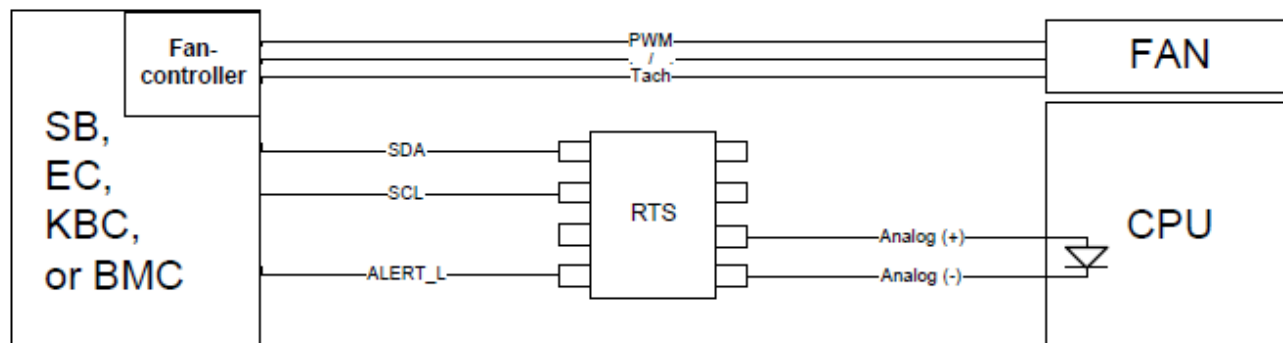 Fan-
controller
PWM
/
Tach
FAN
SB,
EC,
KBC,
or BMC
SDA
SCL
ALERT_L
RTS
Analog (+)
Analog (-)
CPU